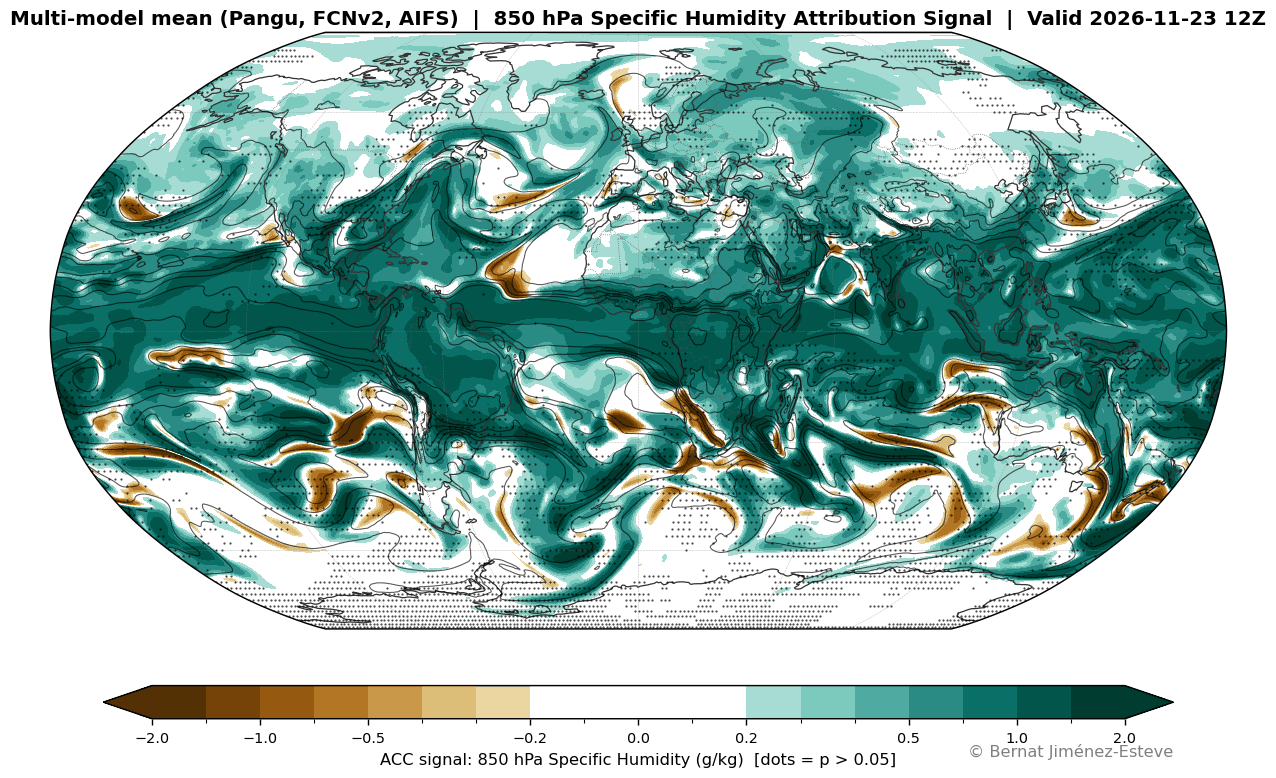 Multi-model mean (Pangu, FCNv2, AIFS)  |  850 hPa Specific Humidity Attribution Signal  |  Valid 2026-11-23 12Z
−2.0 −1.0 −0.5 −0.2 0.0 0.2 0.5 1.0 2.0
ACC signal: 850 hPa Specific Humidity (g/kg)  [dots = p > 0.05]
© Bernat Jiménez-Esteve